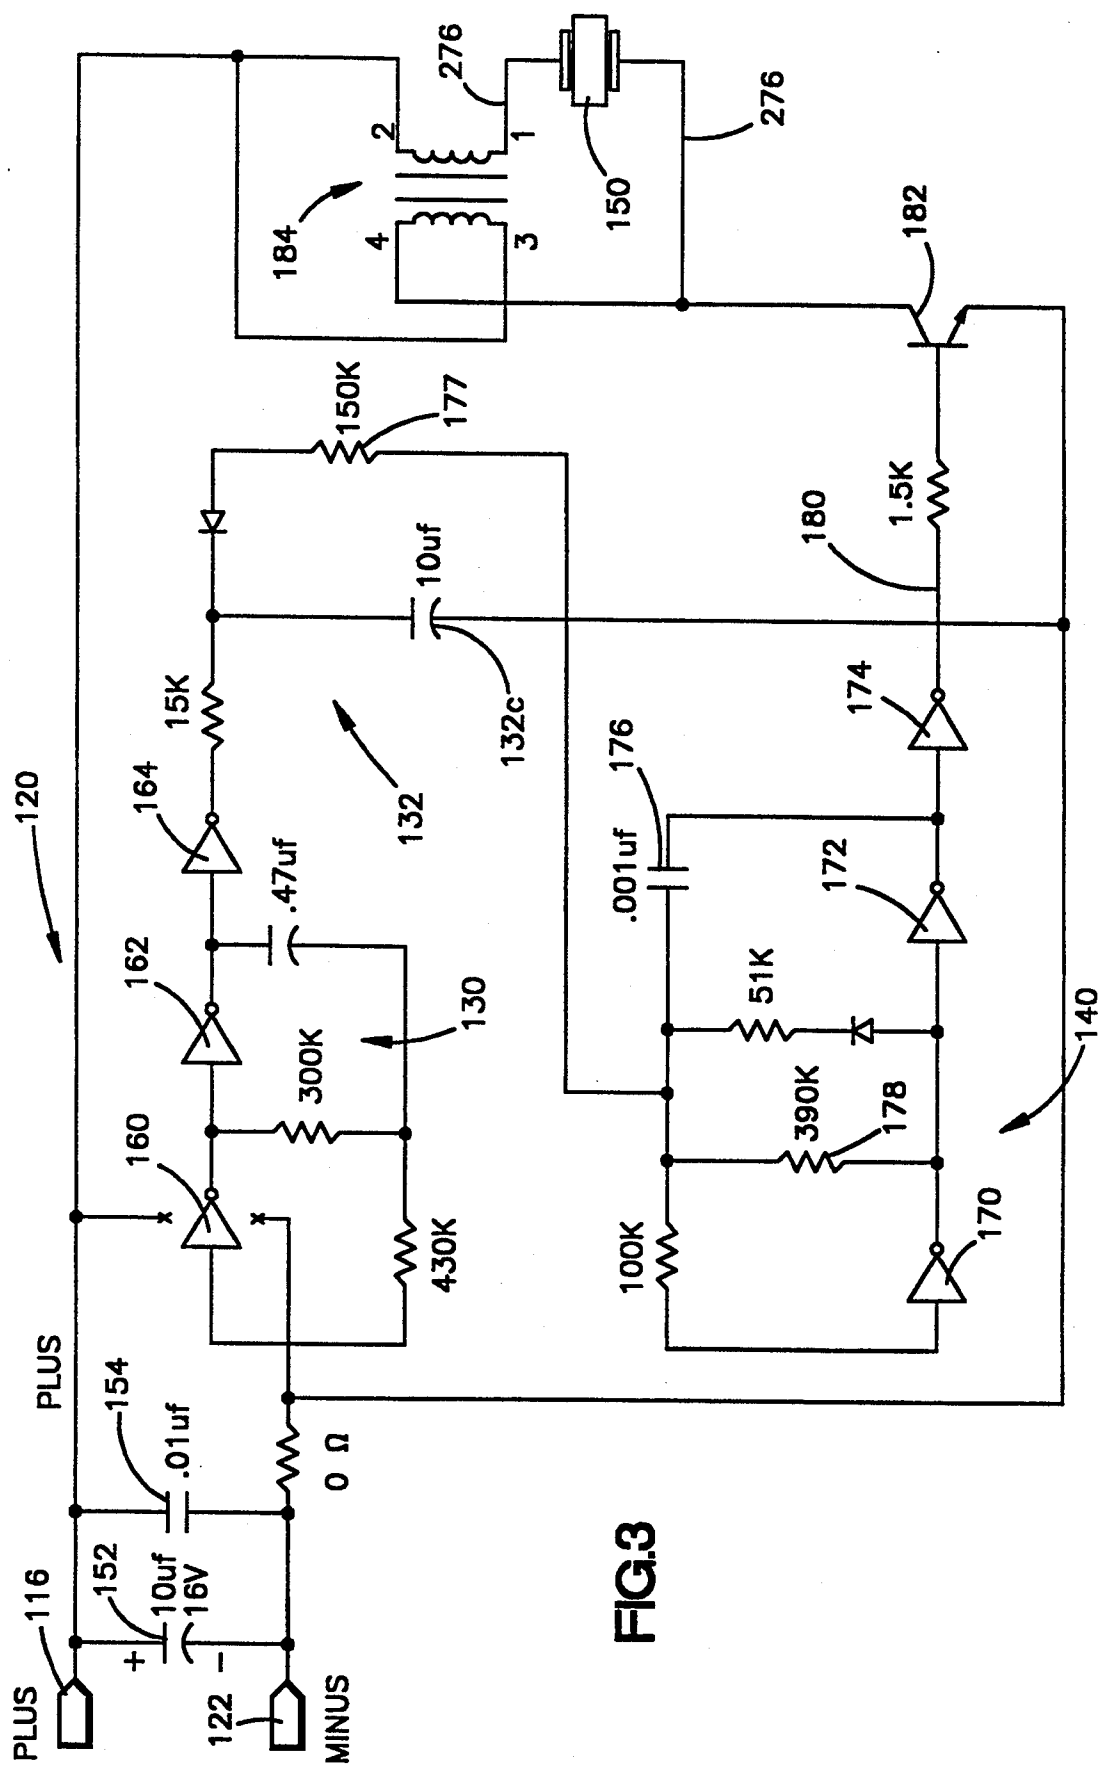 PLUS
116
152
10uf
16V
+
−
122
MINUS
PLUS
154
.01uf
0 Ω
120
160
162
164
300K
.47uf
430K
130
15K
132
132c
10uf
150K
177
184
2
4
1
3
276
150
276
182
100K
390K
178
51K
.001uf
176
170
172
174
180
1.5K
140
FIG.3